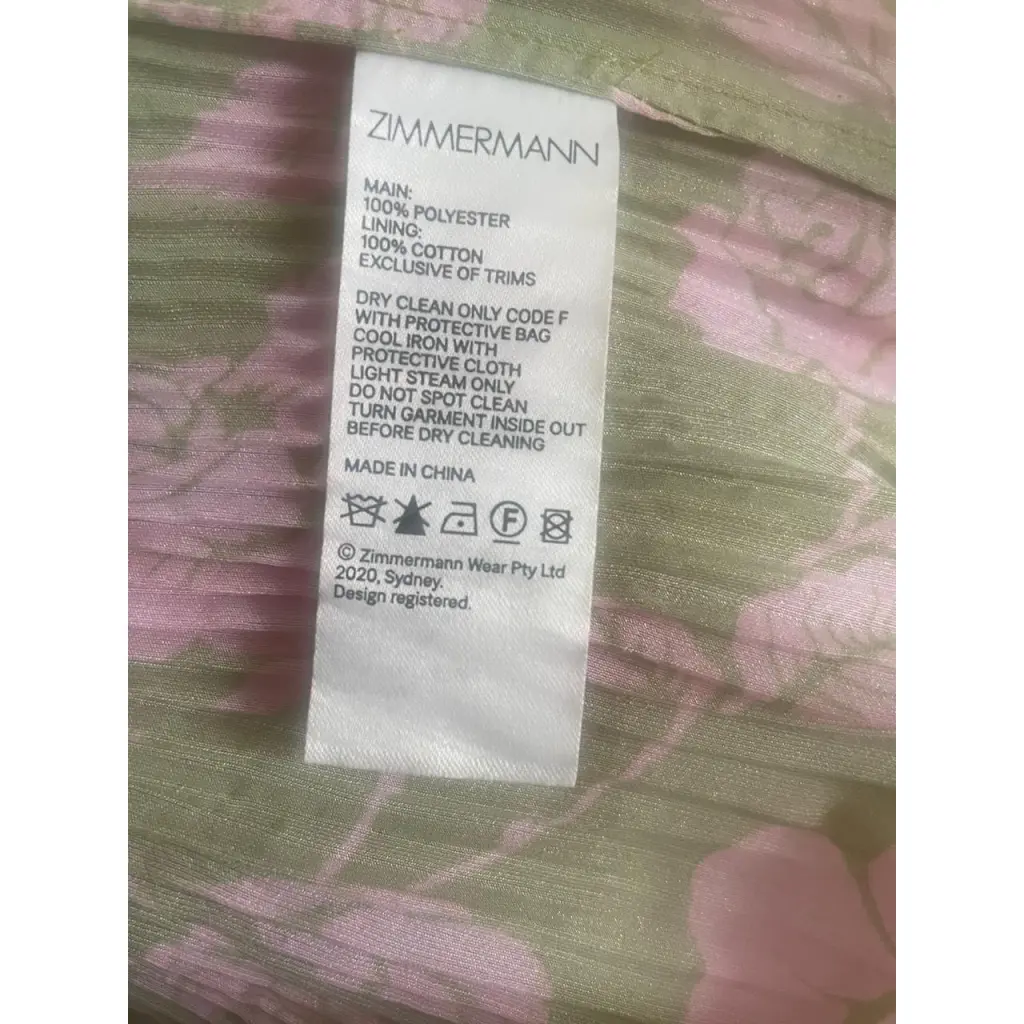 ZIMMERMANN
MAIN:
100% POLYESTER
LINING:
100% COTTON
EXCLUSIVE OF TRIMS
DRY CLEAN ONLY CODE F
WITH PROTECTIVE BAG
COOL IRON WITH
PROTECTIVE CLOTH
LIGHT STEAM ONLY
DO NOT SPOT CLEAN
TURN GARMENT INSIDE OUT
BEFORE DRY CLEANING
MADE IN CHINA
F
© Zimmermann Wear Pty Ltd
2020, Sydney.
Design registered.